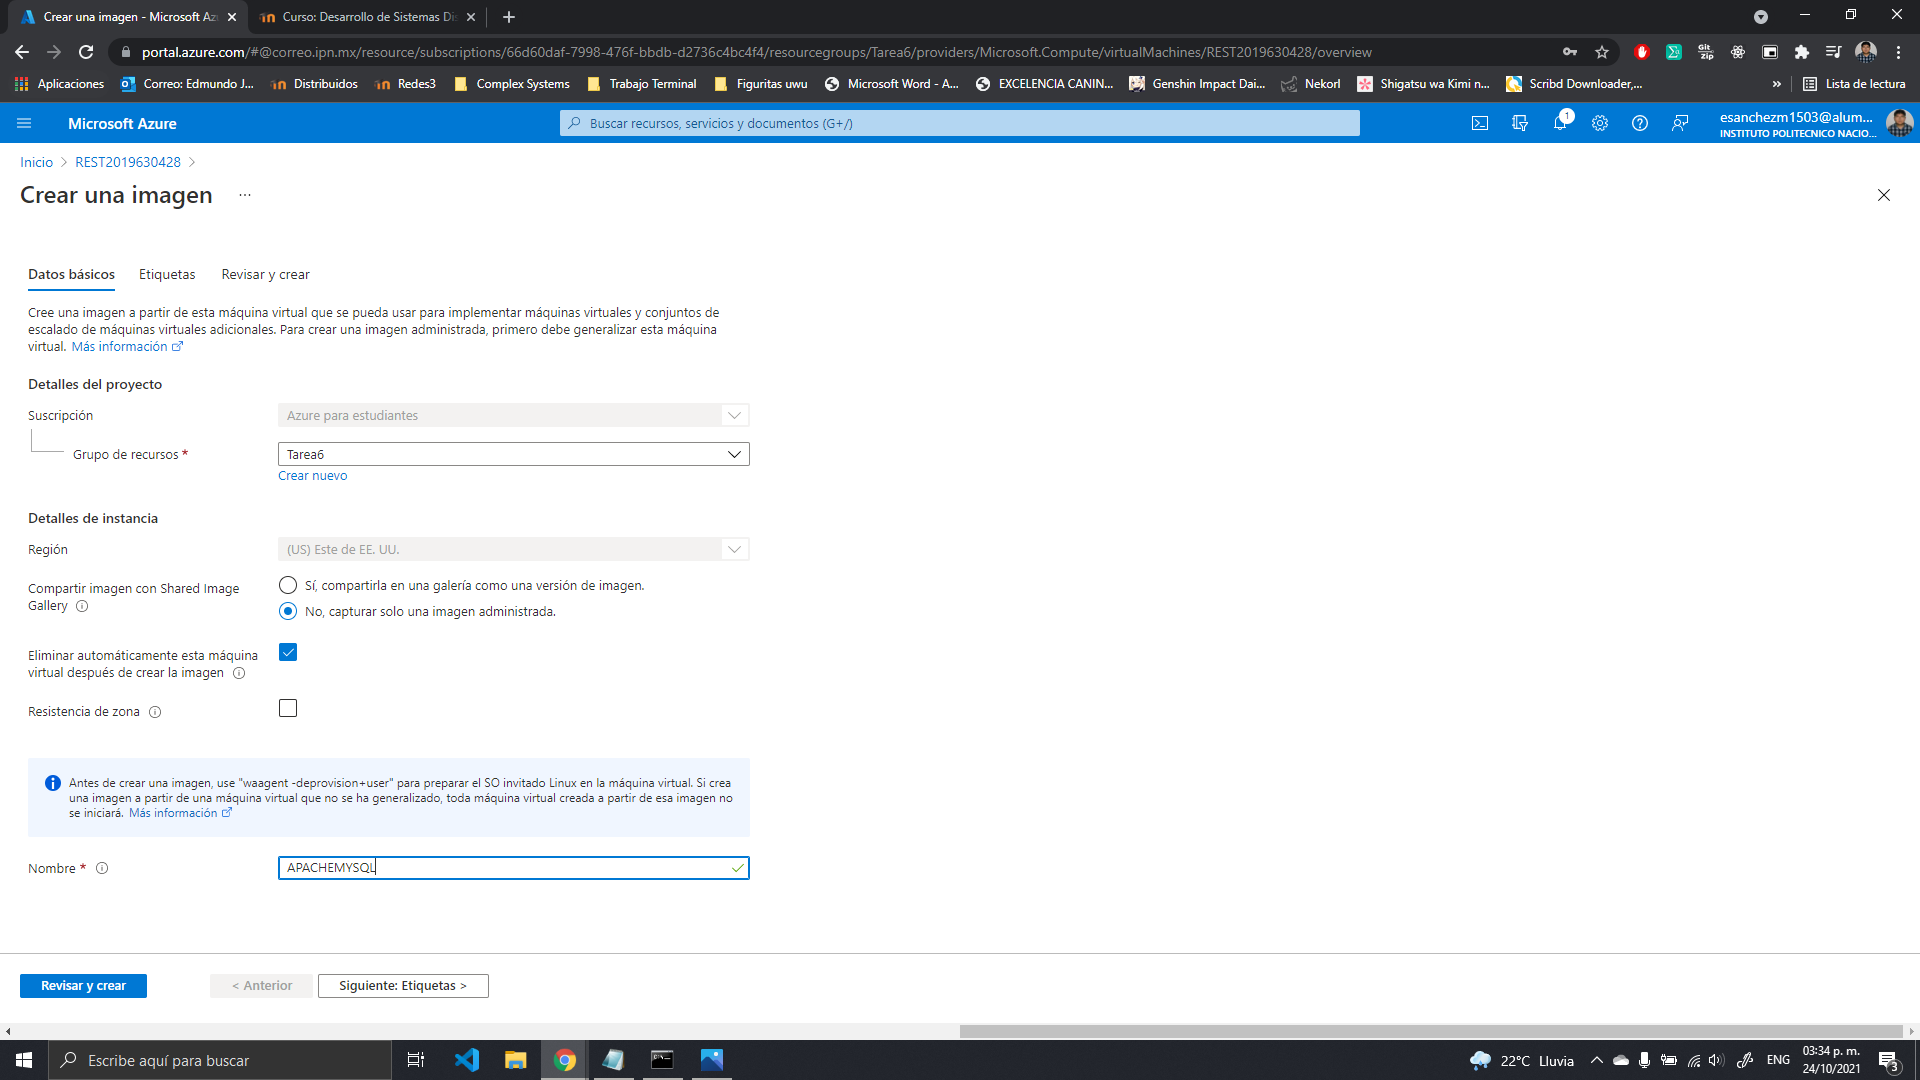 Crear una imagen - Microsoft Az
Curso: Desarrollo de Sistemas Dis
portal.azure.com/#@correo.ipn.mx/resource/subscriptions/66d60daf-7998-476f-bbdb-d2736c4bc4f4/resourcegroups/Tarea6/providers/Microsoft.Compute/virtualMachines/REST2019630428/overview
Aplicaciones
Correo: Edmundo J...
Distribuidos
Redes3
Complex Systems
Trabajo Terminal
Figuritas uwu
Microsoft Word - A...
EXCELENCIA CANIN...
Genshin Impact Dai...
Nekorl
Shigatsu wa Kimi n...
Scribd Downloader,...
»
Lista de lectura
Microsoft Azure
Buscar recursos, servicios y documentos (G+/)
1
esanchezm1503@alum...
INSTITUTO POLITECNICO NACIO...
Inicio > REST2019630428 >
Crear una imagen ...
Datos básicos
Etiquetas
Revisar y crear
Cree una imagen a partir de esta máquina virtual que se pueda usar para implementar máquinas virtuales y conjuntos de
escalado de máquinas virtuales adicionales. Para crear una imagen administrada, primero debe generalizar esta máquina
virtual. Más información
Detalles del proyecto
Suscripción
Azure para estudiantes
Grupo de recursos *
Tarea6
Crear nuevo
Detalles de instancia
Región
(US) Este de EE. UU.
Compartir imagen con Shared Image
Gallery
Sí, compartirla en una galería como una versión de imagen.
No, capturar solo una imagen administrada.
Eliminar automáticamente esta máquina
virtual después de crear la imagen
Resistencia de zona
Antes de crear una imagen, use "waagent -deprovision+user" para preparar el SO invitado Linux en la máquina virtual. Si crea
una imagen a partir de una máquina virtual que no se ha generalizado, toda máquina virtual creada a partir de esa imagen no
se iniciará. Más información
Nombre *
APACHEMYSQL
Revisar y crear
< Anterior
Siguiente: Etiquetas >
Escribe aquí para buscar
22°C Lluvia
ENG
03:34 p. m.
24/10/2021
3